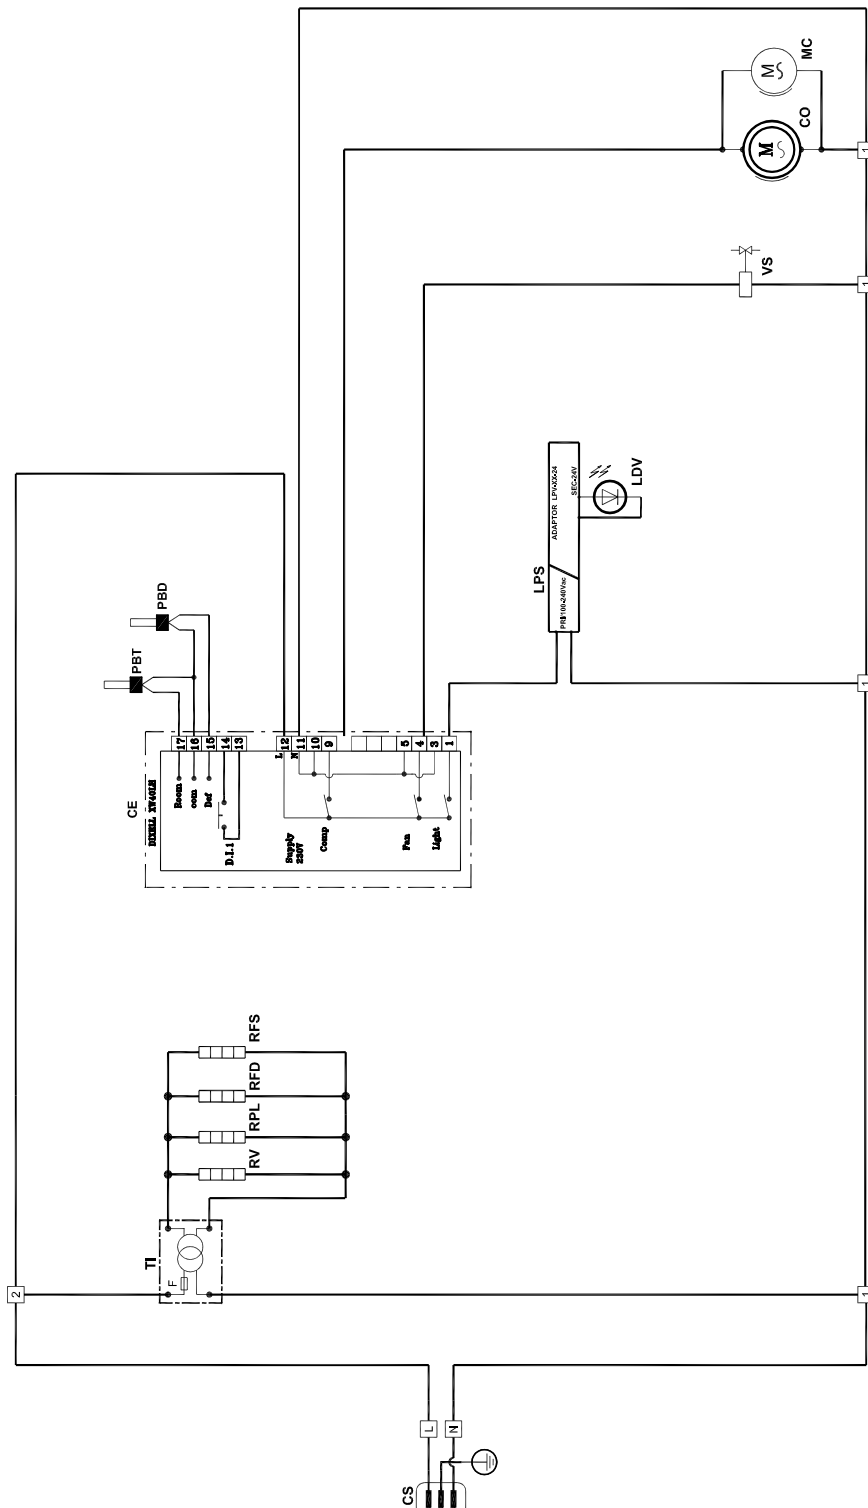 MC
M
CO
M
1
VS
1
ADAPTOR LPV-XX-24
SEC-24V
PRI/100-240Vac
LPS
LDV
1
PBD
PBT
CE
DIXELL XW40LH
17
16
15
14
13
L
12
N
11
10
9
5
4
3
1
Room
com
Def
D.I.1
Supply
230V
Comp
Fan
Light
RFS
RFD
RPL
RV
TI
F
2
1
L
N
CS